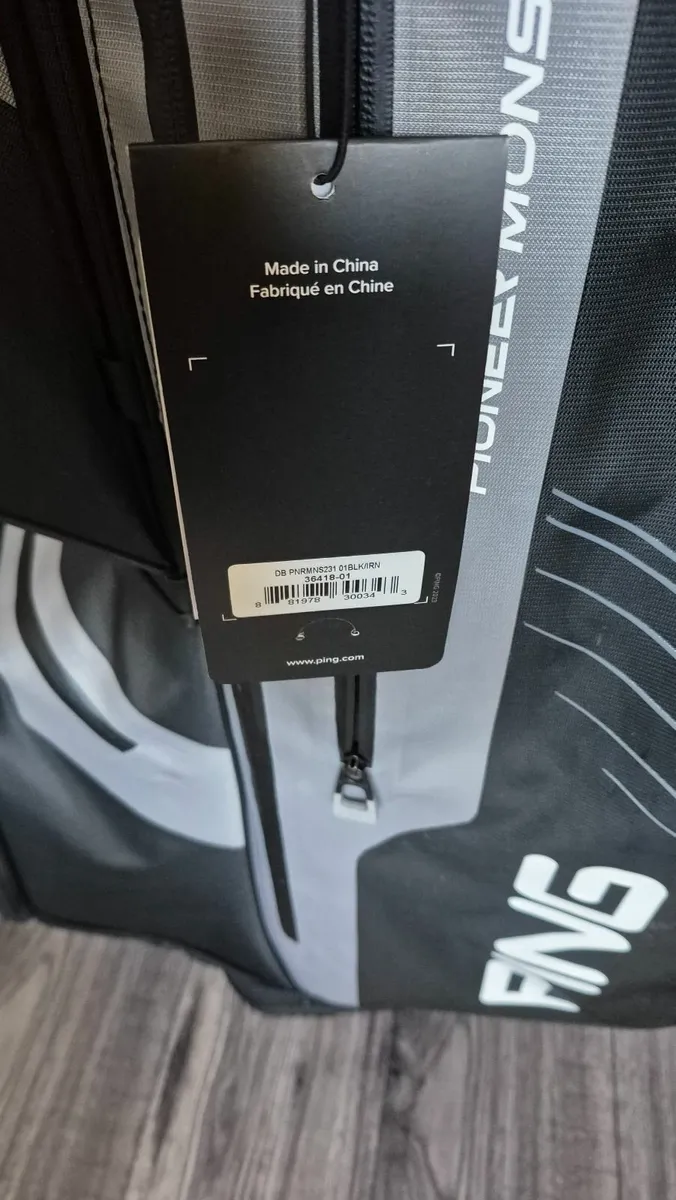 PIONEER MONS
Made in China
Fabriqué en Chine
DB PNRMNS231 01BLK/IRN
36418-01
8 81978 30034 3
www.ping.com
PING